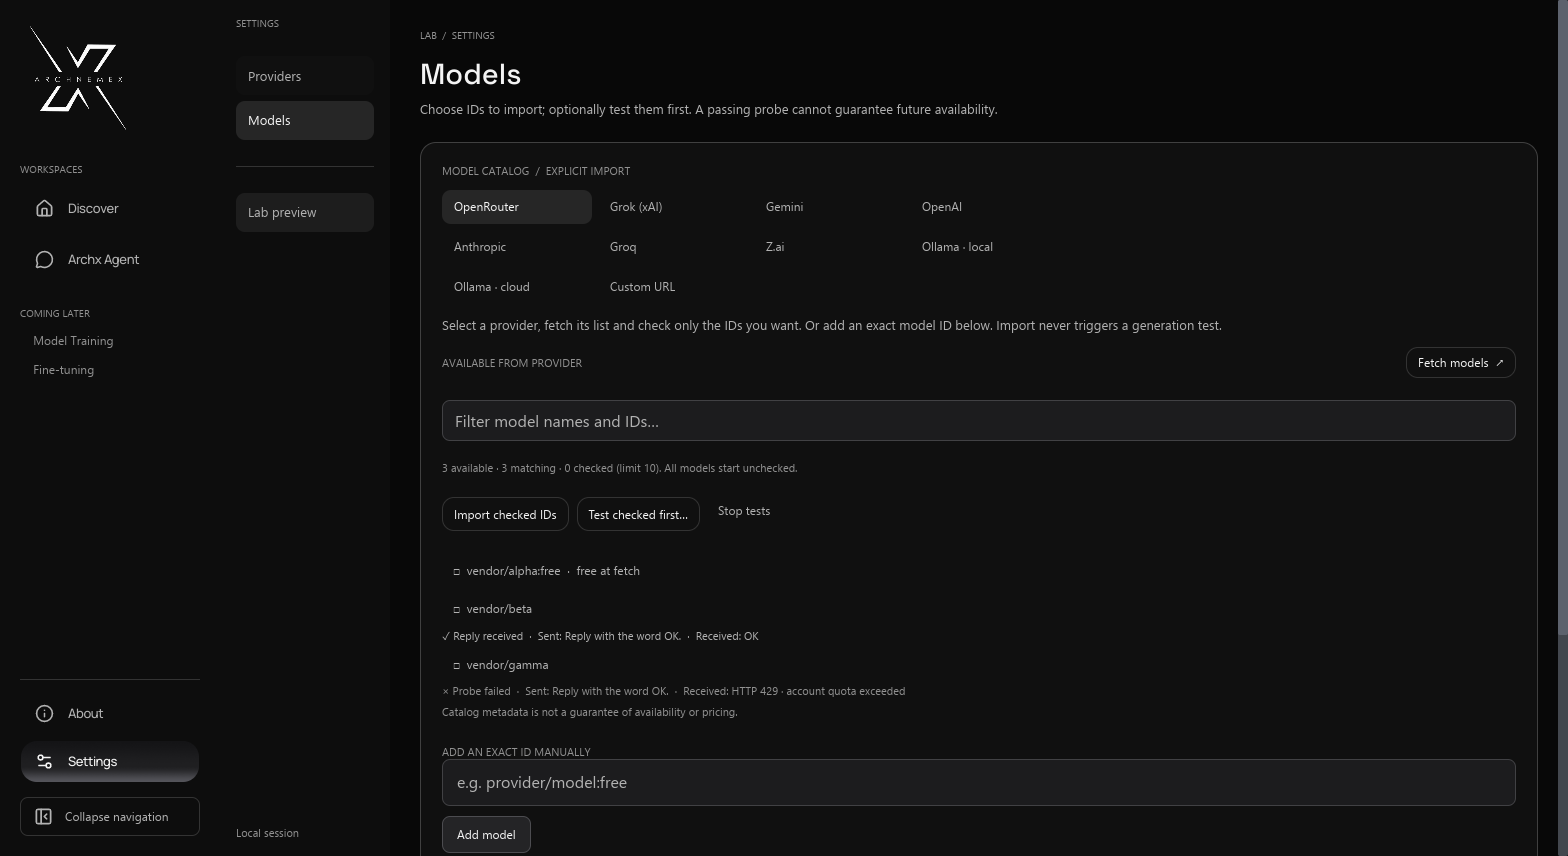 ARCHNEMEX
WORKSPACES
Discover
Archx Agent
COMING LATER
Model Training
Fine-tuning
About
Settings
Collapse navigation
SETTINGS
Providers
Models
Lab preview
Local session
LAB / SETTINGS
Models
Choose IDs to import; optionally test them first. A passing probe cannot guarantee future availability.
MODEL CATALOG / EXPLICIT IMPORT
OpenRouter Grok (xAI) Gemini OpenAI
Anthropic Groq Z.ai Ollama · local
Ollama · cloud Custom URL
Select a provider, fetch its list and check only the IDs you want. Or add an exact model ID below. Import never triggers a generation test.
AVAILABLE FROM PROVIDER Fetch models ↗
Filter model names and IDs...
3 available · 3 matching · 0 checked (limit 10). All models start unchecked.
Import checked IDs Test checked first... Stop tests
□ vendor/alpha:free · free at fetch
□ vendor/beta
✓ Reply received · Sent: Reply with the word OK. · Received: OK
□ vendor/gamma
× Probe failed · Sent: Reply with the word OK. · Received: HTTP 429 · account quota exceeded
Catalog metadata is not a guarantee of availability or pricing.
ADD AN EXACT ID MANUALLY
e.g. provider/model:free
Add model